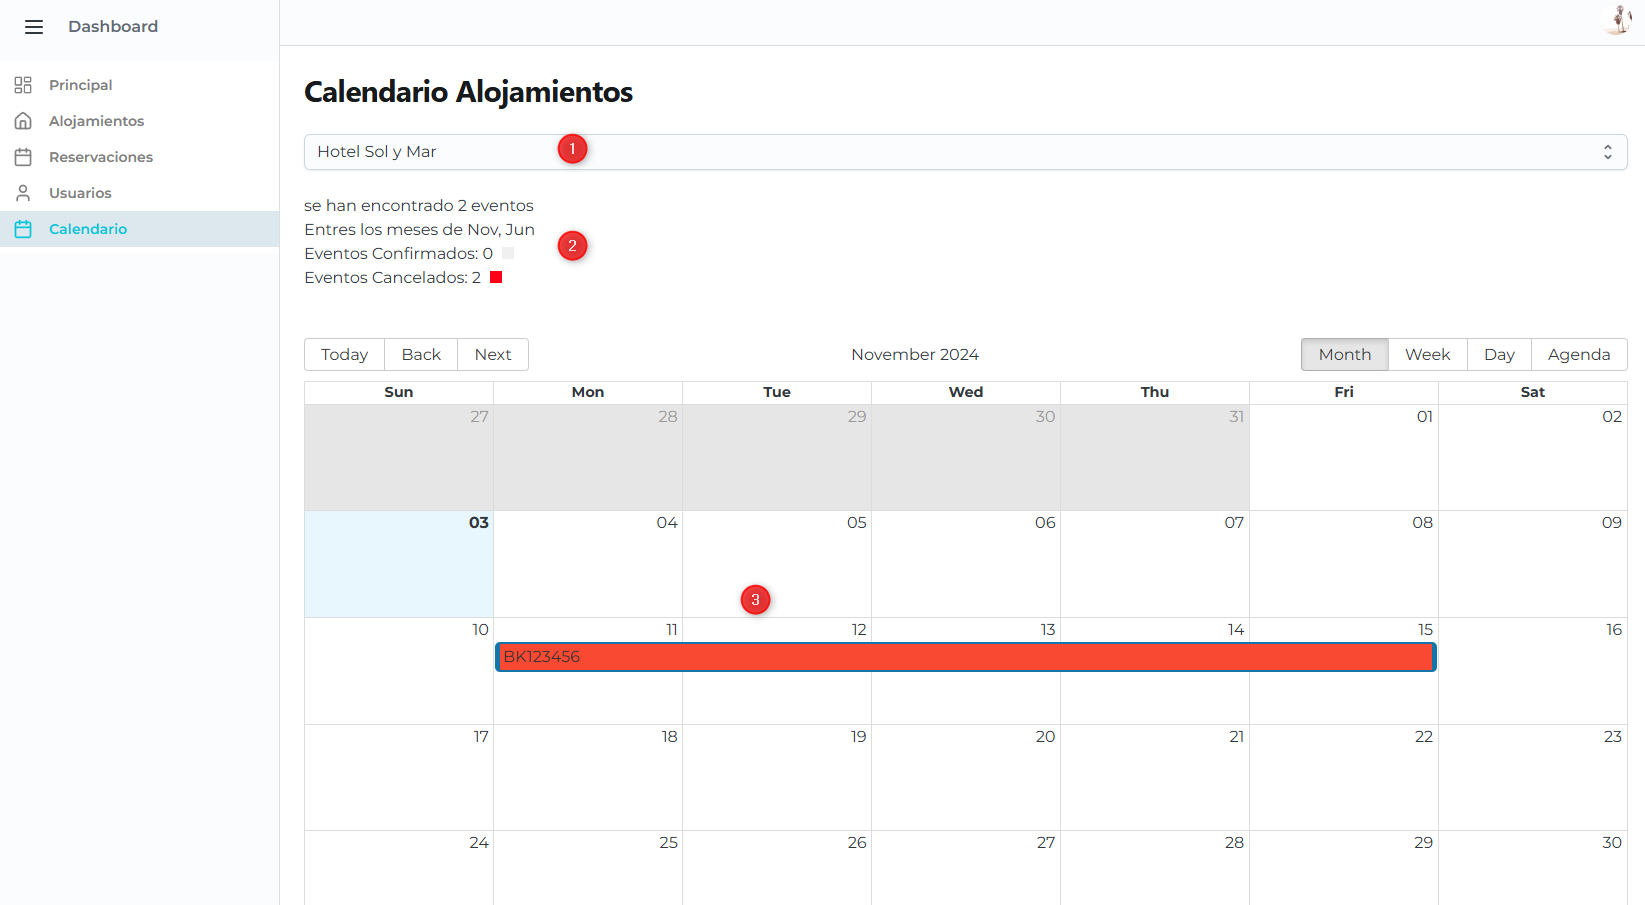 Dashboard
Principal
Alojamientos
Reservaciones
Usuarios
Calendario
Calendario Alojamientos
Hotel Sol y Mar 1
se han encontrado 2 eventos
Entres los meses de Nov, Jun
2
Eventos Confirmados: 0
Eventos Cancelados: 2
Today Back Next November 2024 Month Week Day Agenda
Sun Mon Tue Wed Thu Fri Sat
27 28 29 30 31 01 02
03 04 05 06 07 08 09
3
10 11 12 13 14 15 16
BK123456
17 18 19 20 21 22 23
24 25 26 27 28 29 30